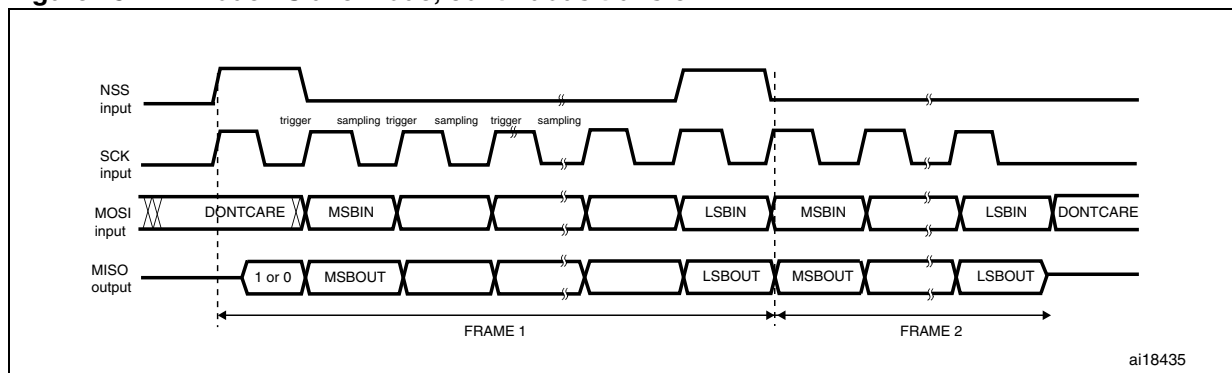 NSS
input
trigger sampling trigger sampling trigger sampling
SCK
input
MOSI
input
DONTCARE MSBIN LSBIN MSBIN LSBIN DONTCARE
MISO
output
1 or 0 MSBOUT LSBOUT MSBOUT LSBOUT
FRAME 1 FRAME 2
ai18435